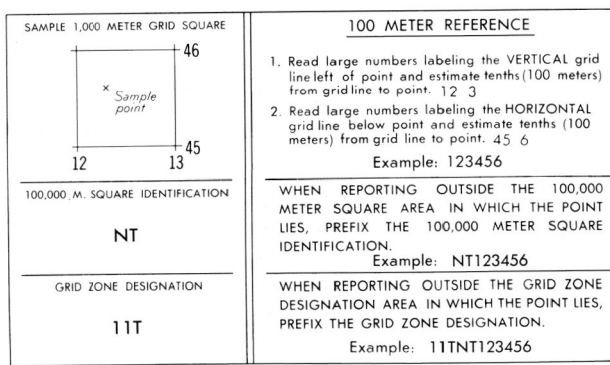 SAMPLE 1,000 METER GRID SQUARE
46
Sample
point
45
12 13
100,000 M. SQUARE IDENTIFICATION
NT
GRID ZONE DESIGNATION
11T
100 METER REFERENCE
1. Read large numbers labeling the VERTICAL grid
line left of point and estimate tenths (100 meters)
from grid line to point. 12 3
2. Read large numbers labeling the HORIZONTAL
grid line below point and estimate tenths (100
meters) from grid line to point. 45 6
Example: 123456
WHEN REPORTING OUTSIDE THE 100,000
METER SQUARE AREA IN WHICH THE POINT
LIES, PREFIX THE 100,000 METER SQUARE
IDENTIFICATION.
Example: NT123456
WHEN REPORTING OUTSIDE THE GRID ZONE
DESIGNATION AREA IN WHICH THE POINT LIES,
PREFIX THE GRID ZONE DESIGNATION.
Example: 11TNT123456